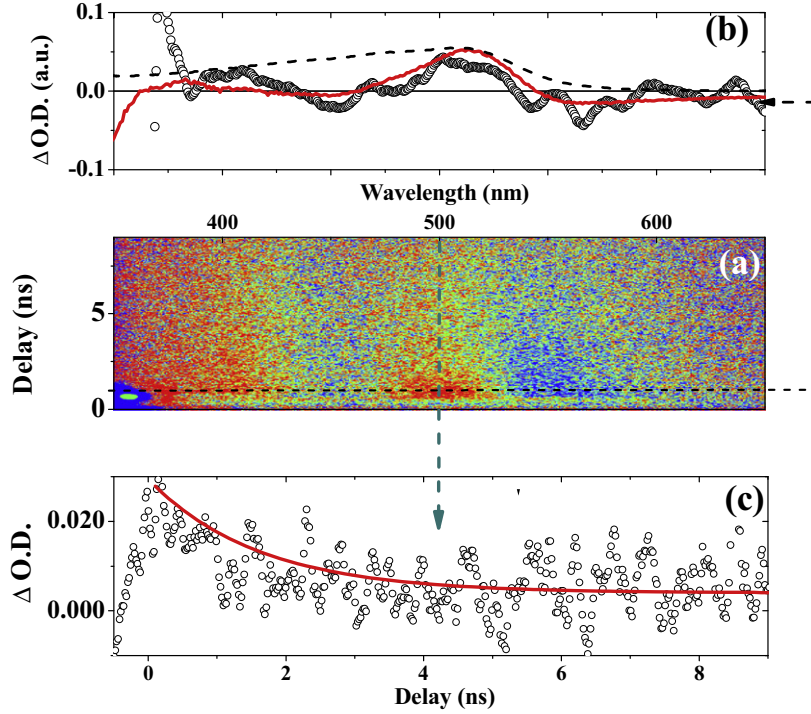 (b)
0.1
0.0
-0.1
Δ O.D. (a.u.)
Wavelength (nm)
400 500 600
(a)
5
0
Delay (ns)
(c)
0.020
0.000
Δ O.D.
0 2 4 6 8
Delay (ns)